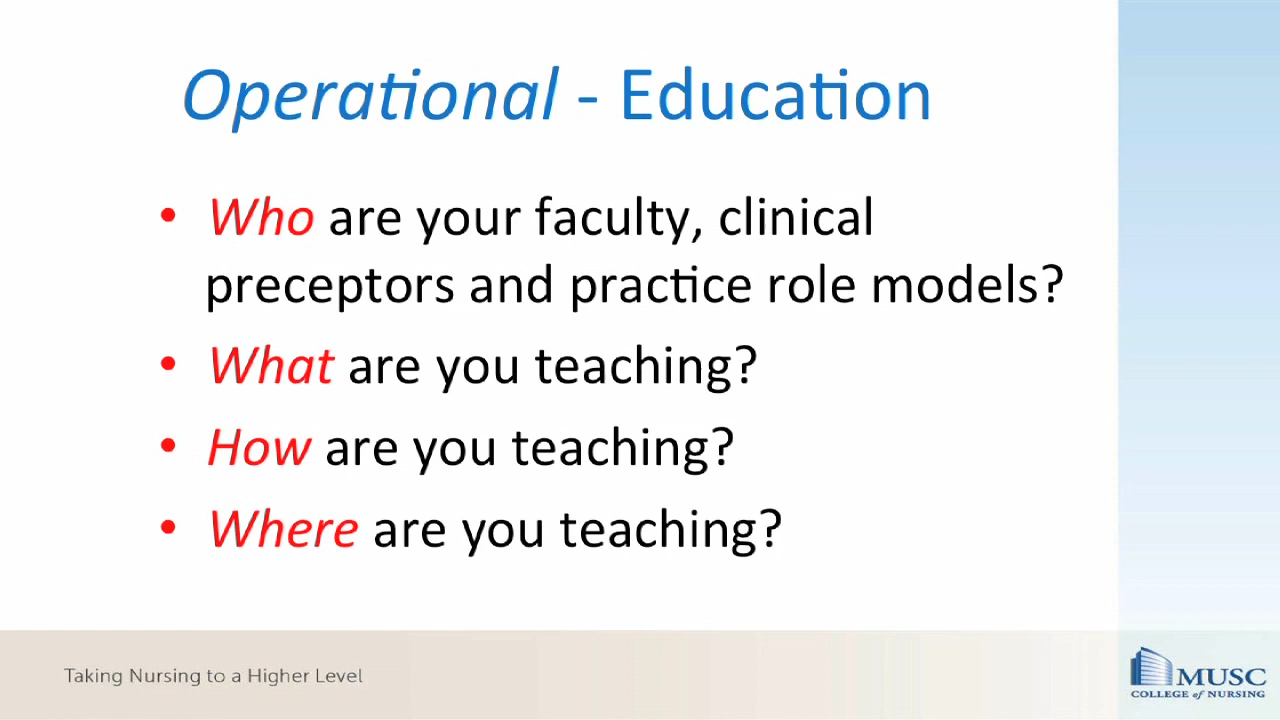 Operational - Education
• Who are your faculty, clinical
preceptors and practice role models?
• What are you teaching?
• How are you teaching?
• Where are you teaching?
Taking Nursing to a Higher Level
MUSC
COLLEGE of NURSING